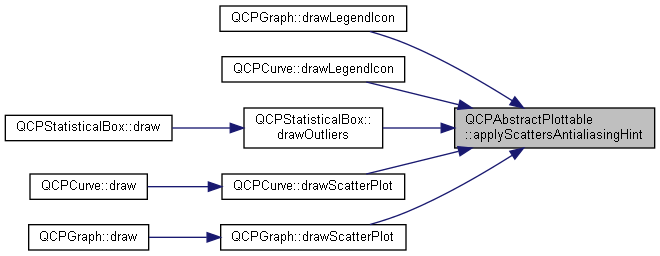 QCPGraph::drawLegendIcon
QCPCurve::drawLegendIcon
QCPStatisticalBox::draw
QCPStatisticalBox::
drawOutliers
QCPAbstractPlottable
::applyScattersAntialiasingHint
QCPCurve::draw
QCPCurve::drawScatterPlot
QCPGraph::draw
QCPGraph::drawScatterPlot